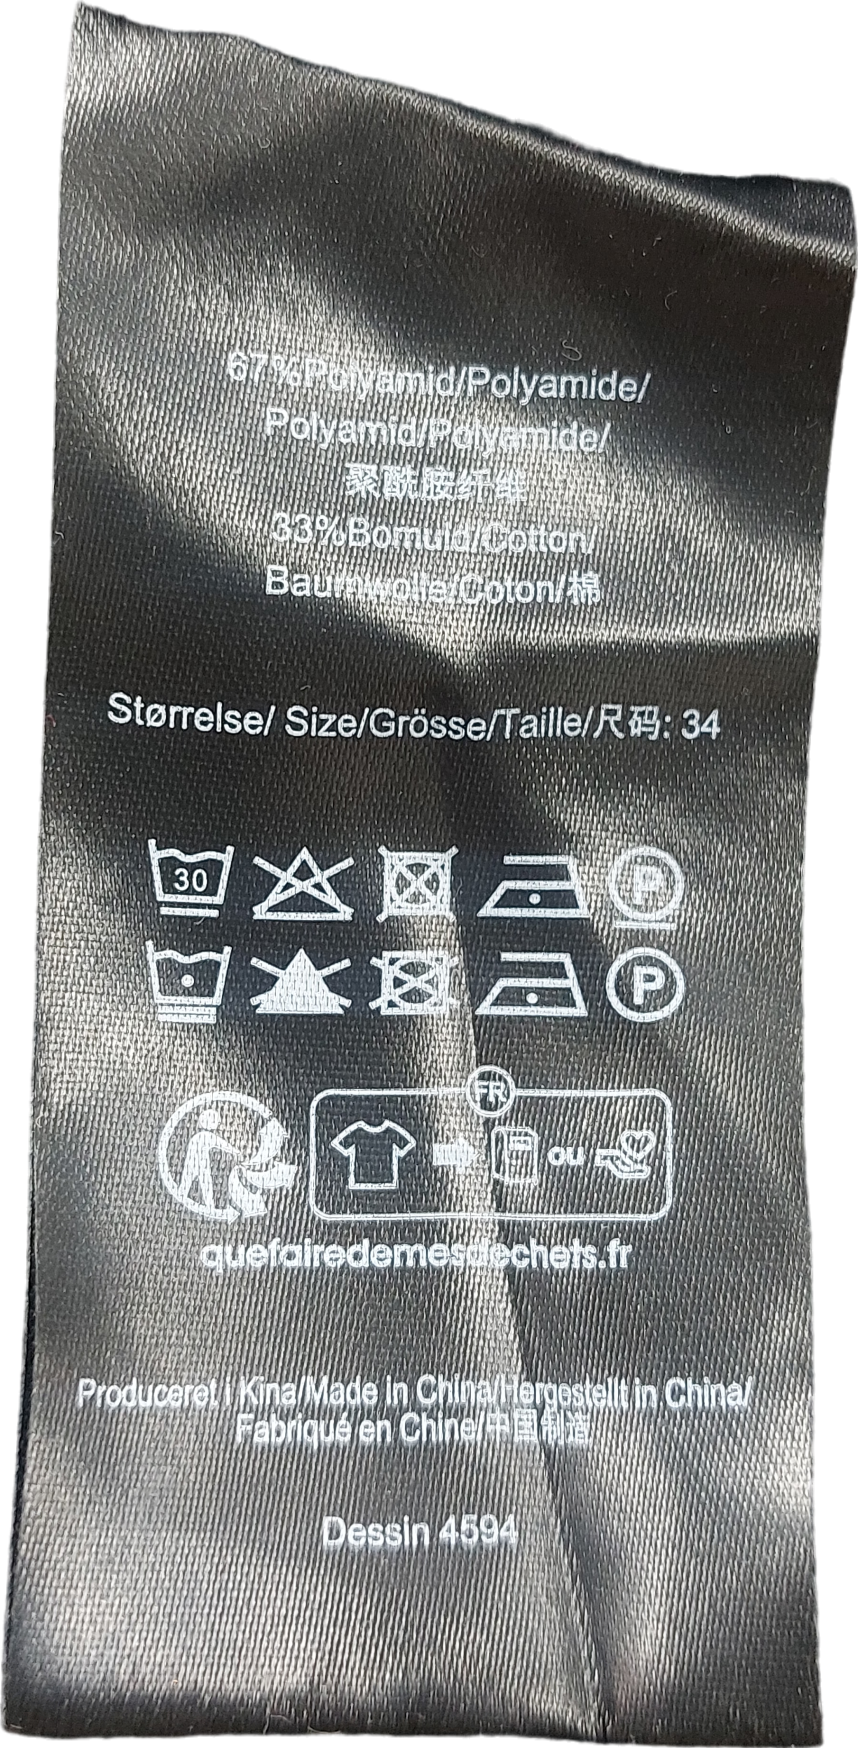 67%Polyamid/Polyamide/
Polyamid/Polyamide/
聚酰胺纤维
33%Bomuld/Cotton/
Baumwolle/Coton/棉
Størrelse/ Size/Grösse/Taille/尺码: 34
30 P
P
FR
ou
quefairedemesdechets.fr
Produceret i Kina/Made in China/Hergestellt in China/
Fabriqué en Chine/中国制造
Dessin 4594